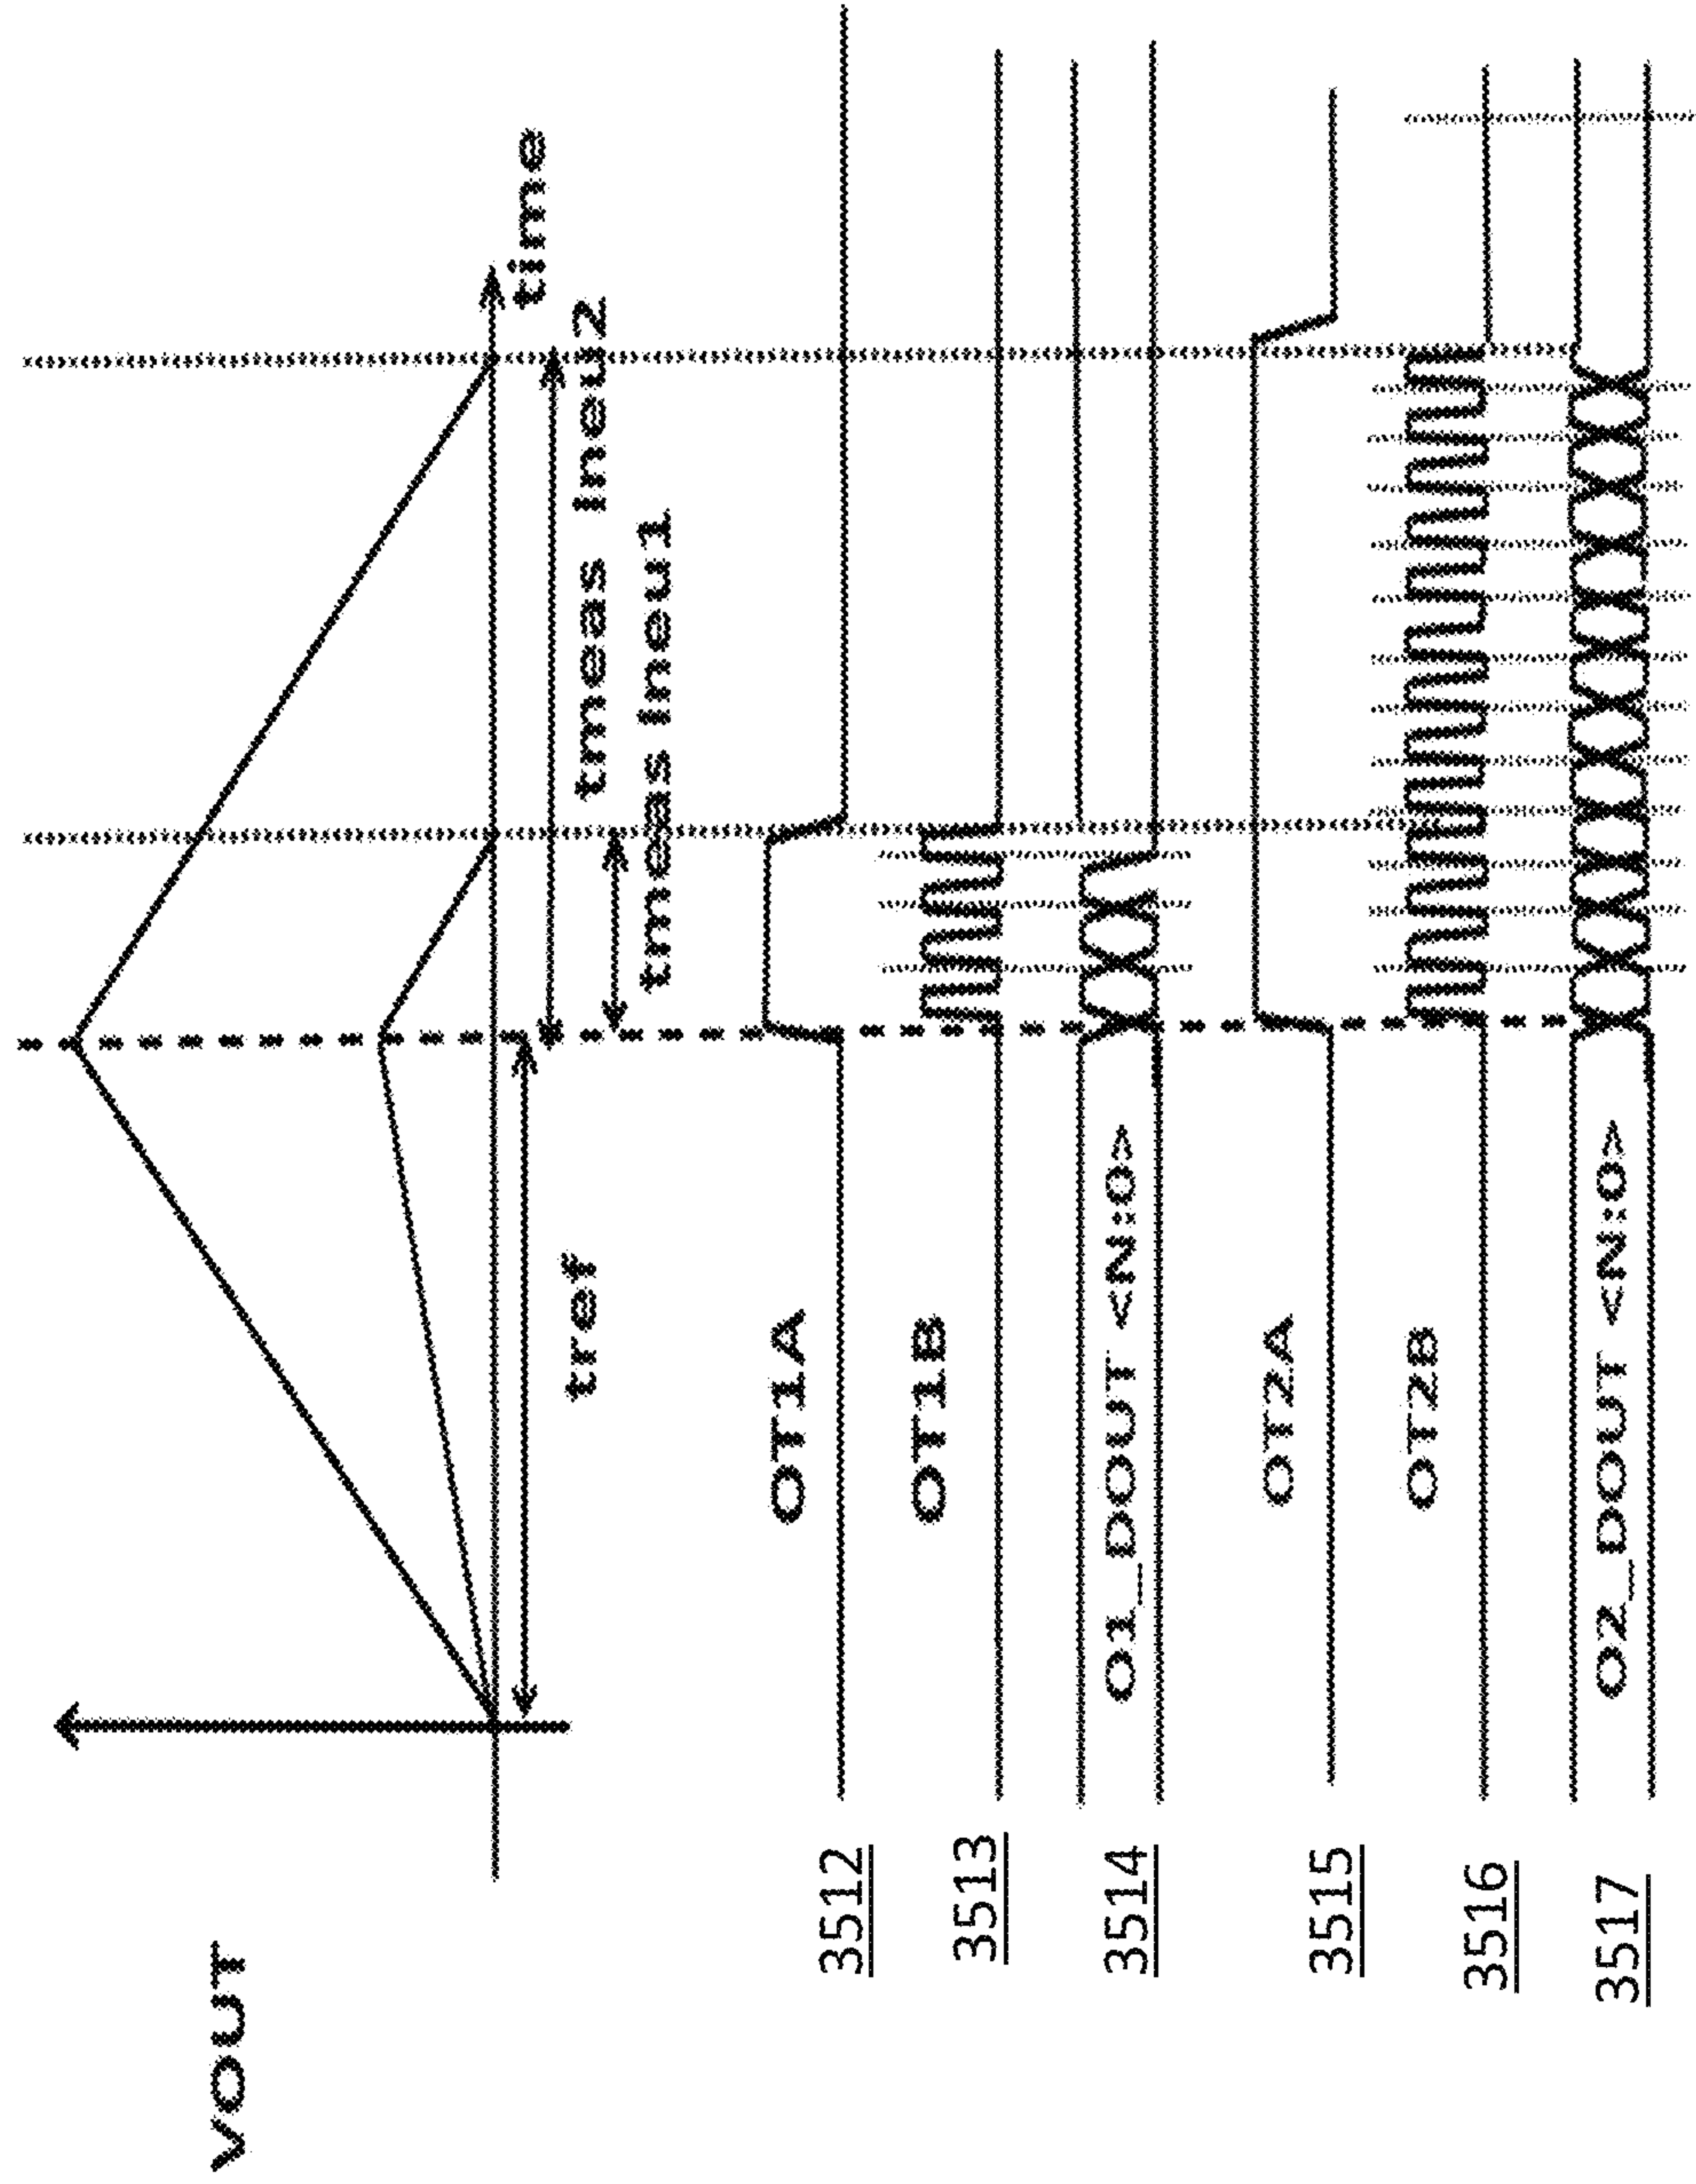 VOUT
time
tref
tmeas Ineu2
tmeas Ineu1
3512
OT1A
3513
OT1B
3514
O1_DOUT <N:0>
3515
OT2A
3516
OT2B
3517
O2_DOUT <N:0>